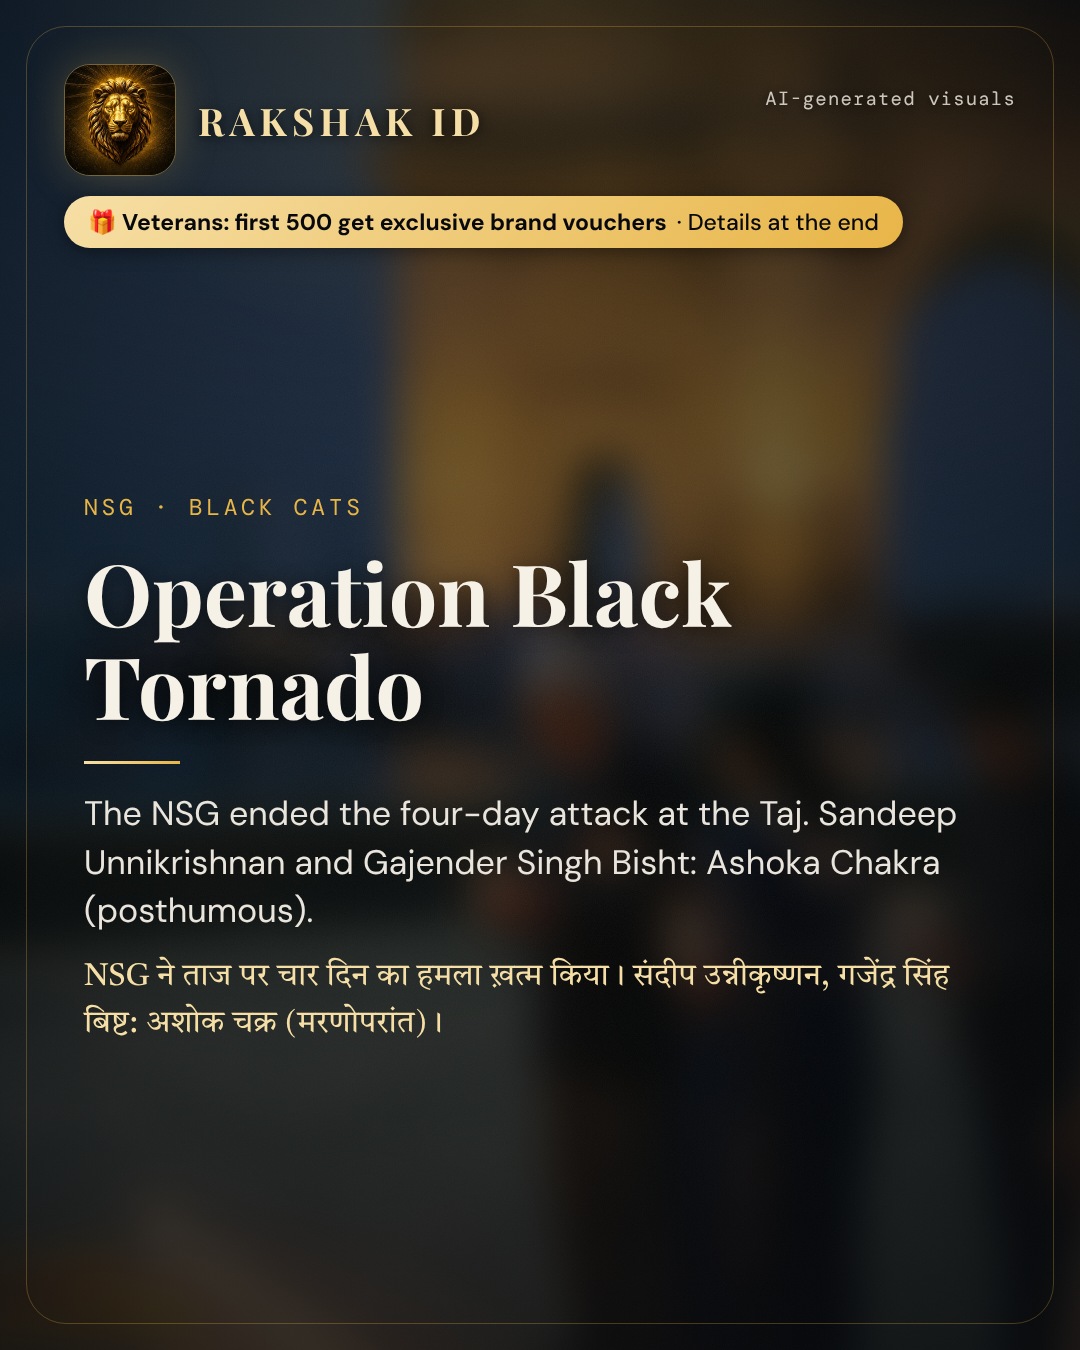 RAKSHAK ID
AI-generated visuals
🎁 Veterans: first 500 get exclusive brand vouchers · Details at the end
NSG · BLACK CATS
Operation Black
Tornado
The NSG ended the four-day attack at the Taj. Sandeep
Unnikrishnan and Gajender Singh Bisht: Ashoka Chakra
(posthumous).
NSG ने ताज पर चार दिन का हमला ख़त्म किया। संदीप उन्नीकृष्णन, गजेंद्र सिंह
बिष्ट: अशोक चक्र (मरणोपरांत)।